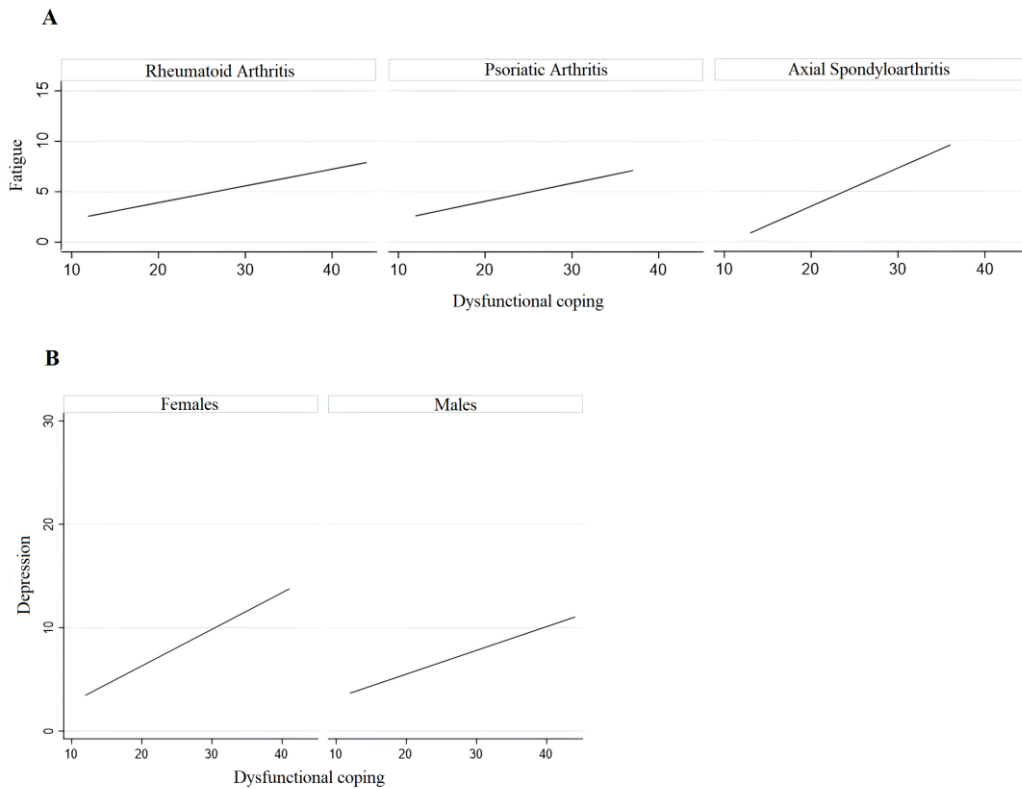 A
Rheumatoid Arthritis Psoriatic Arthritis Axial Spondyloarthritis
15
10
5
0
Fatigue
10 20 30 40 10 20 30 40 10 20 30 40
Dysfunctional coping
B
Females Males
30
20
10
0
Depression
10 20 30 40 10 20 30 40
Dysfunctional coping